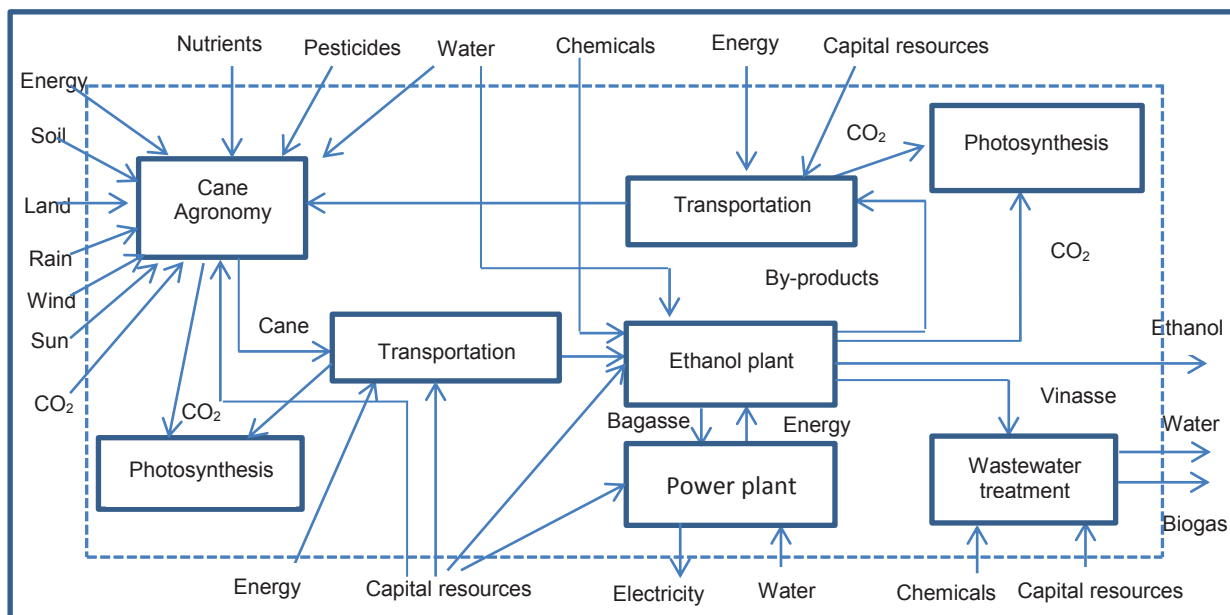 Nutrients
Pesticides
Water
Chemicals
Energy
Capital resources
Energy
Soil
Land
Rain
Wind
Sun
CO₂
Cane
Agronomy
Transportation
CO₂
Photosynthesis
CO₂
By-products
Cane
Transportation
Ethanol plant
Ethanol
Vinasse
CO₂
Photosynthesis
Bagasse
Energy
Power plant
Wastewater
treatment
Water
Biogas
Energy
Capital resources
Electricity
Water
Chemicals
Capital resources